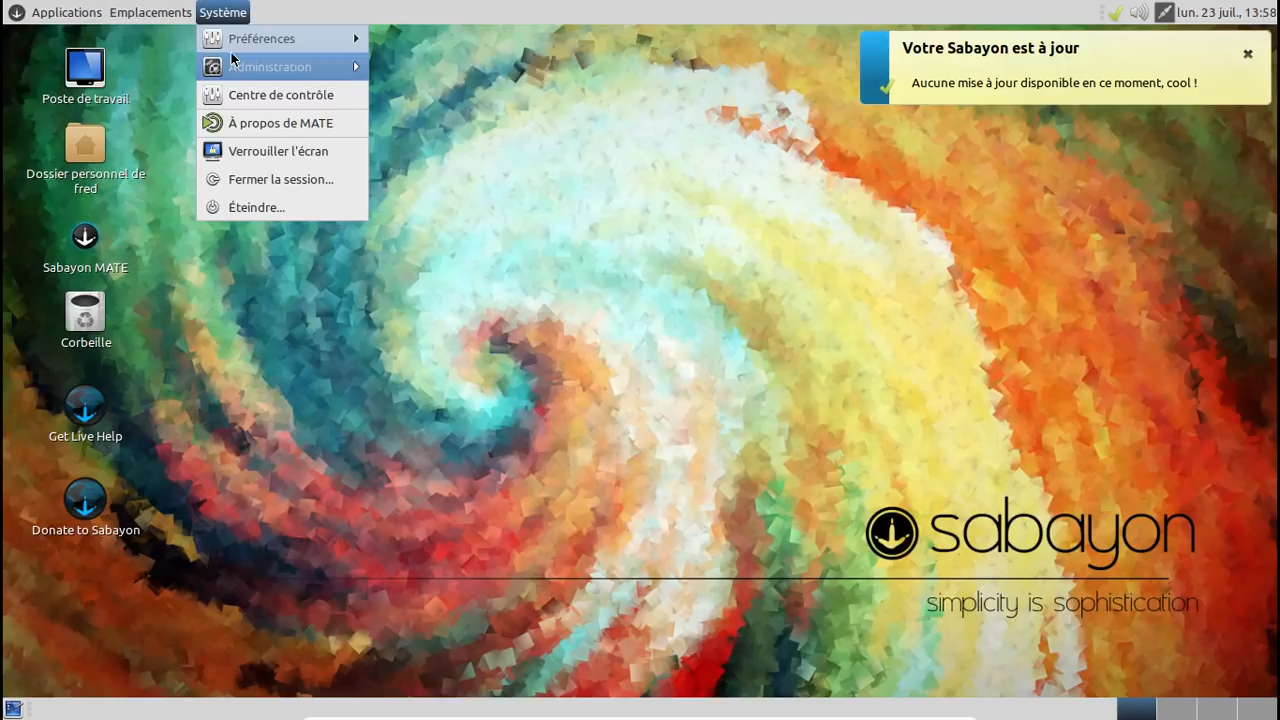 Applications Emplacements Système
lun. 23 juil., 13:58
Préférences
Administration
Centre de contrôle
À propos de MATE
Verrouiller l'écran
Fermer la session...
Éteindre...
Votre Sabayon est à jour
Aucune mise à jour disponible en ce moment, cool !
Poste de travail
Dossier personnel de
fred
Sabayon MATE
Corbeille
Get Live Help
Donate to Sabayon
sabayon
simplicity is sophistication